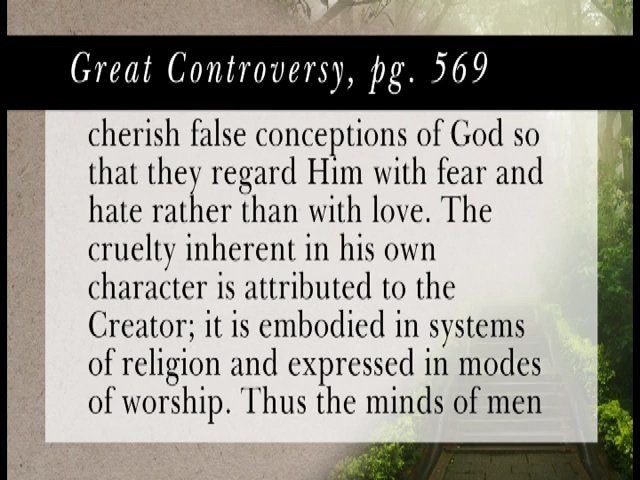 Great Controversy, pg. 569
cherish false conceptions of God so
that they regard Him with fear and
hate rather than with love. The
cruelty inherent in his own
character is attributed to the
Creator; it is embodied in systems
of religion and expressed in modes
of worship. Thus the minds of men